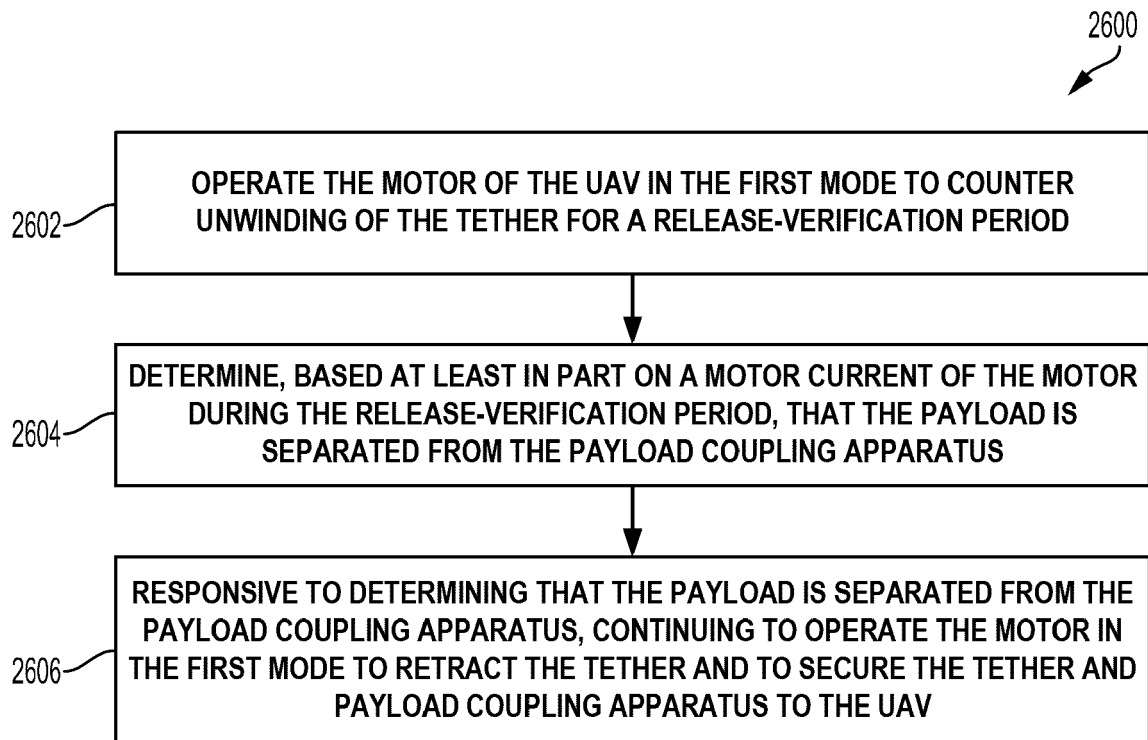 2600
OPERATE THE MOTOR OF THE UAV IN THE FIRST MODE TO COUNTER
UNWINDING OF THE TETHER FOR A RELEASE-VERIFICATION PERIOD
2602
DETERMINE, BASED AT LEAST IN PART ON A MOTOR CURRENT OF THE MOTOR
DURING THE RELEASE-VERIFICATION PERIOD, THAT THE PAYLOAD IS
SEPARATED FROM THE PAYLOAD COUPLING APPARATUS
2604
RESPONSIVE TO DETERMINING THAT THE PAYLOAD IS SEPARATED FROM THE
PAYLOAD COUPLING APPARATUS, CONTINUING TO OPERATE THE MOTOR IN
THE FIRST MODE TO RETRACT THE TETHER AND TO SECURE THE TETHER AND
PAYLOAD COUPLING APPARATUS TO THE UAV
2606